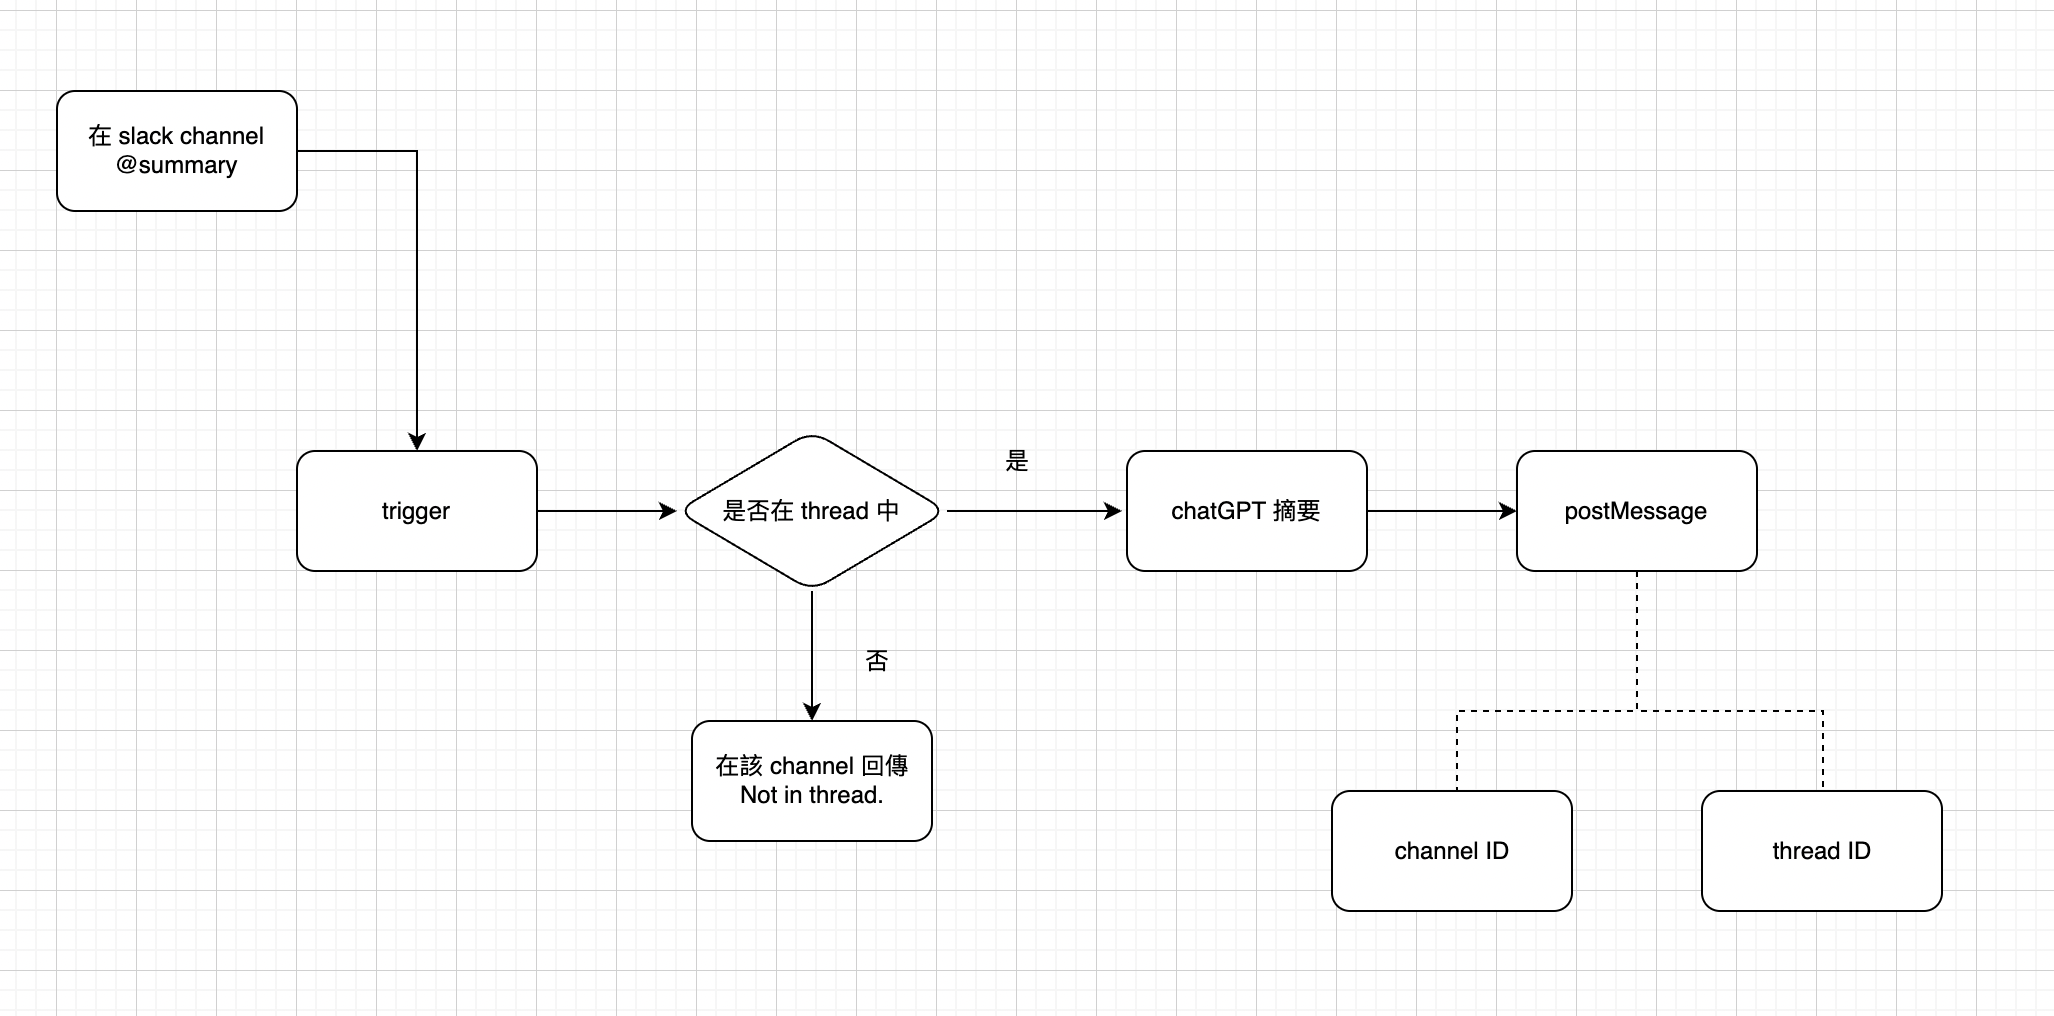 在 slack channel
@summary
trigger
是否在 thread 中
是
chatGPT 摘要
postMessage
否
在該 channel 回傳
Not in thread.
channel ID
thread ID